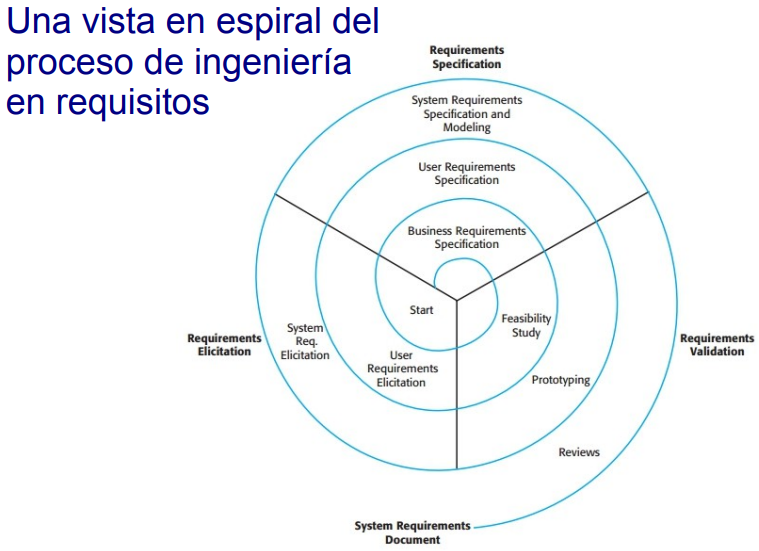 Una vista en espiral del
proceso de ingeniería
en requisitos
Requirements
Specification
System Requirements
Specification and
Modeling
User Requirements
Specification
Business Requirements
Specification
Start
Feasibility
Study
System
Req.
Elicitation
User
Requirements
Elicitation
Requirements
Elicitation
Requirements
Validation
Prototyping
Reviews
System Requirements
Document